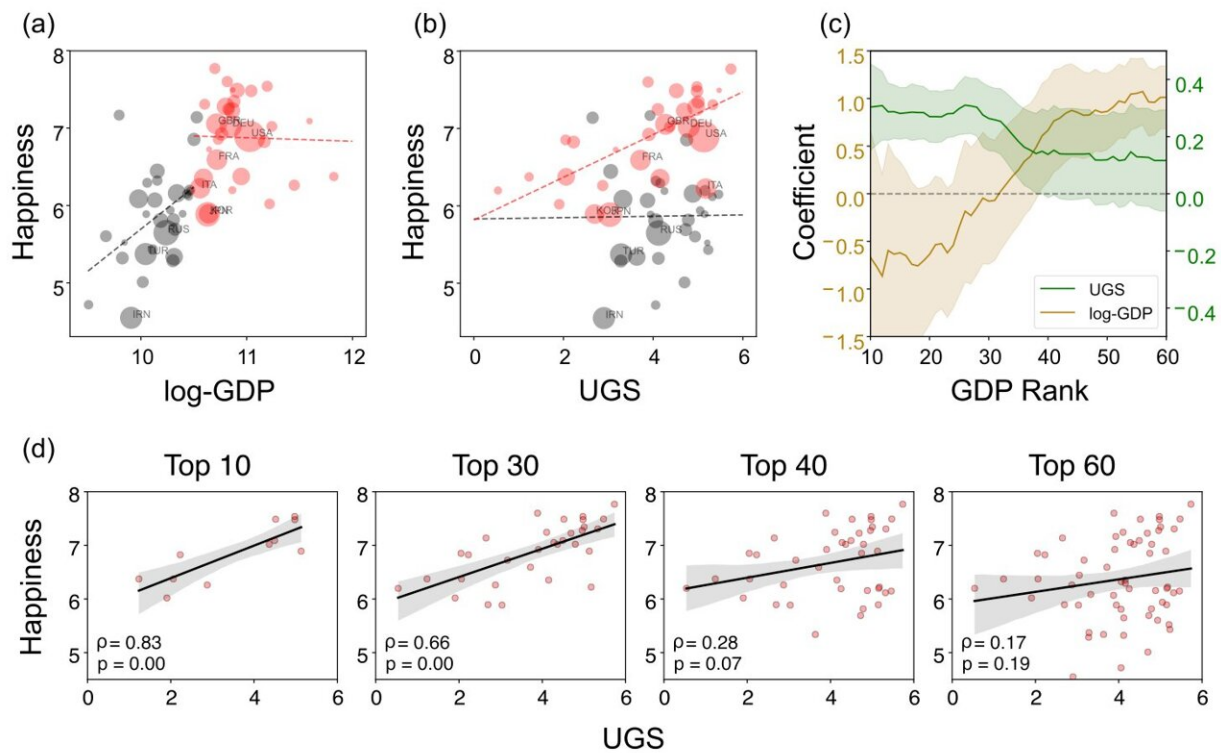 (a)
(b)
(c)
8
7
6
5
Happiness
10
11
12
log-GDP
GBR
DEU
USA
FRA
ITA
RUS
TUR
IRN
8
7
6
5
Happiness
0
2
4
6
UGS
GBR
DEU
USA
FRA
ITA
KOR
JPN
RUS
TUR
IRN
1.5
1.0
0.5
0.0
−0.5
−1.0
−1.5
Coefficient
0.4
0.2
0.0
−0.2
−0.4
UGS
log-GDP
10
20
30
40
50
60
GDP Rank
(d)
Top 10
Top 30
Top 40
Top 60
Happiness
8
7
6
5
ρ = 0.83
p = 0.00
0
2
4
6
8
7
6
5
ρ = 0.66
p = 0.00
0
2
4
6
8
7
6
5
ρ = 0.28
p = 0.07
0
2
4
6
8
7
6
5
ρ = 0.17
p = 0.19
0
2
4
6
UGS